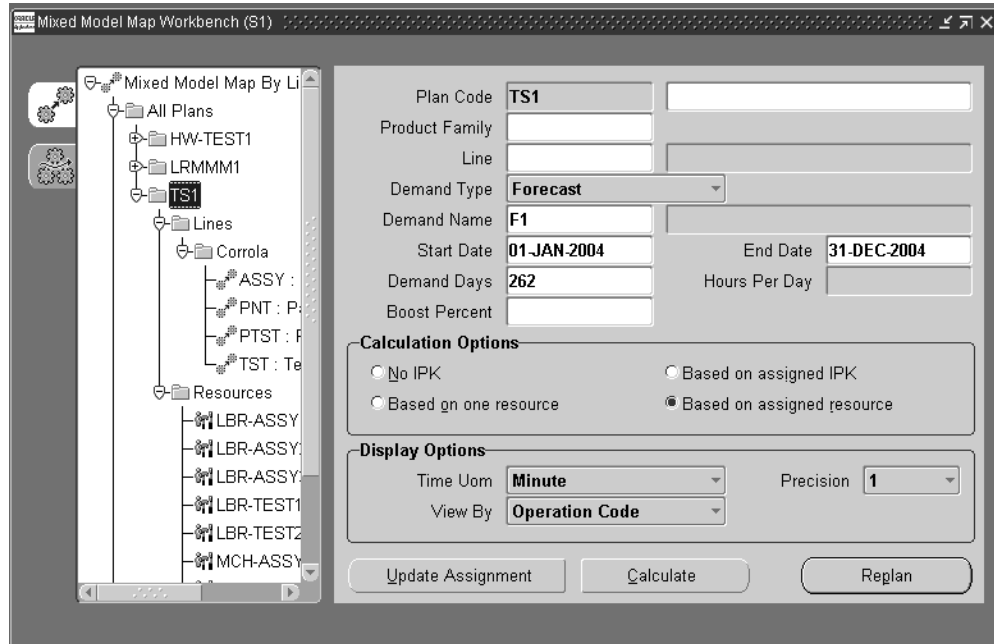 Mixed Model Map Workbench (S1)
Mixed Model Map By Li
All Plans
HW-TEST1
LRMMM1
TS1
Lines
Corrola
ASSY :
PNT : P
PTST : F
TST : Te
Resources
LBR-ASSY
LBR-ASSY
LBR-ASSY
LBR-TEST1
LBR-TEST2
MCH-ASSY
Plan Code TS1
Product Family
Line
Demand Type Forecast
Demand Name F1
Start Date 01-JAN-2004 End Date 31-DEC-2004
Demand Days 262 Hours Per Day
Boost Percent
Calculation Options
No IPK Based on assigned IPK
Based on one resource Based on assigned resource
Display Options
Time Uom Minute Precision 1
View By Operation Code
Update Assignment Calculate Replan